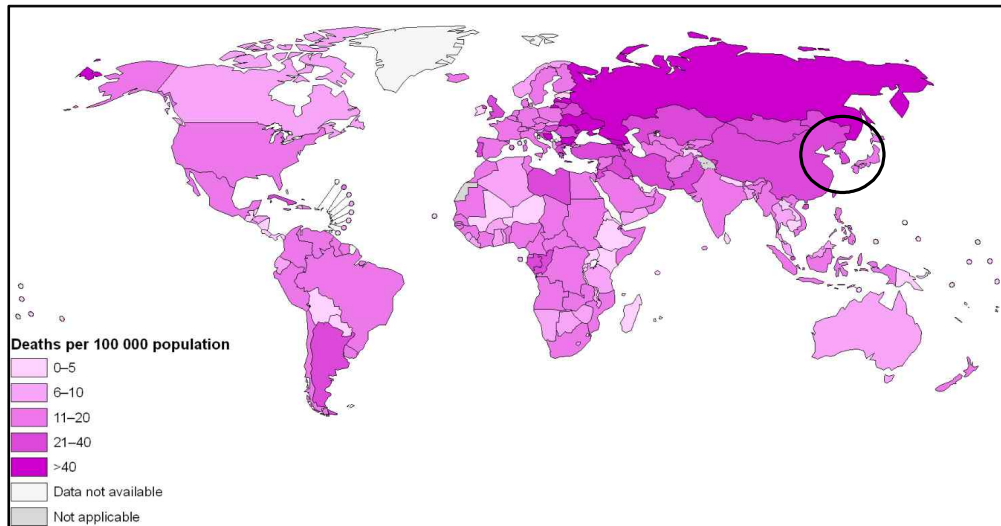 Deaths per 100 000 population
0–5
6–10
11–20
21–40
>40
Data not available
Not applicable